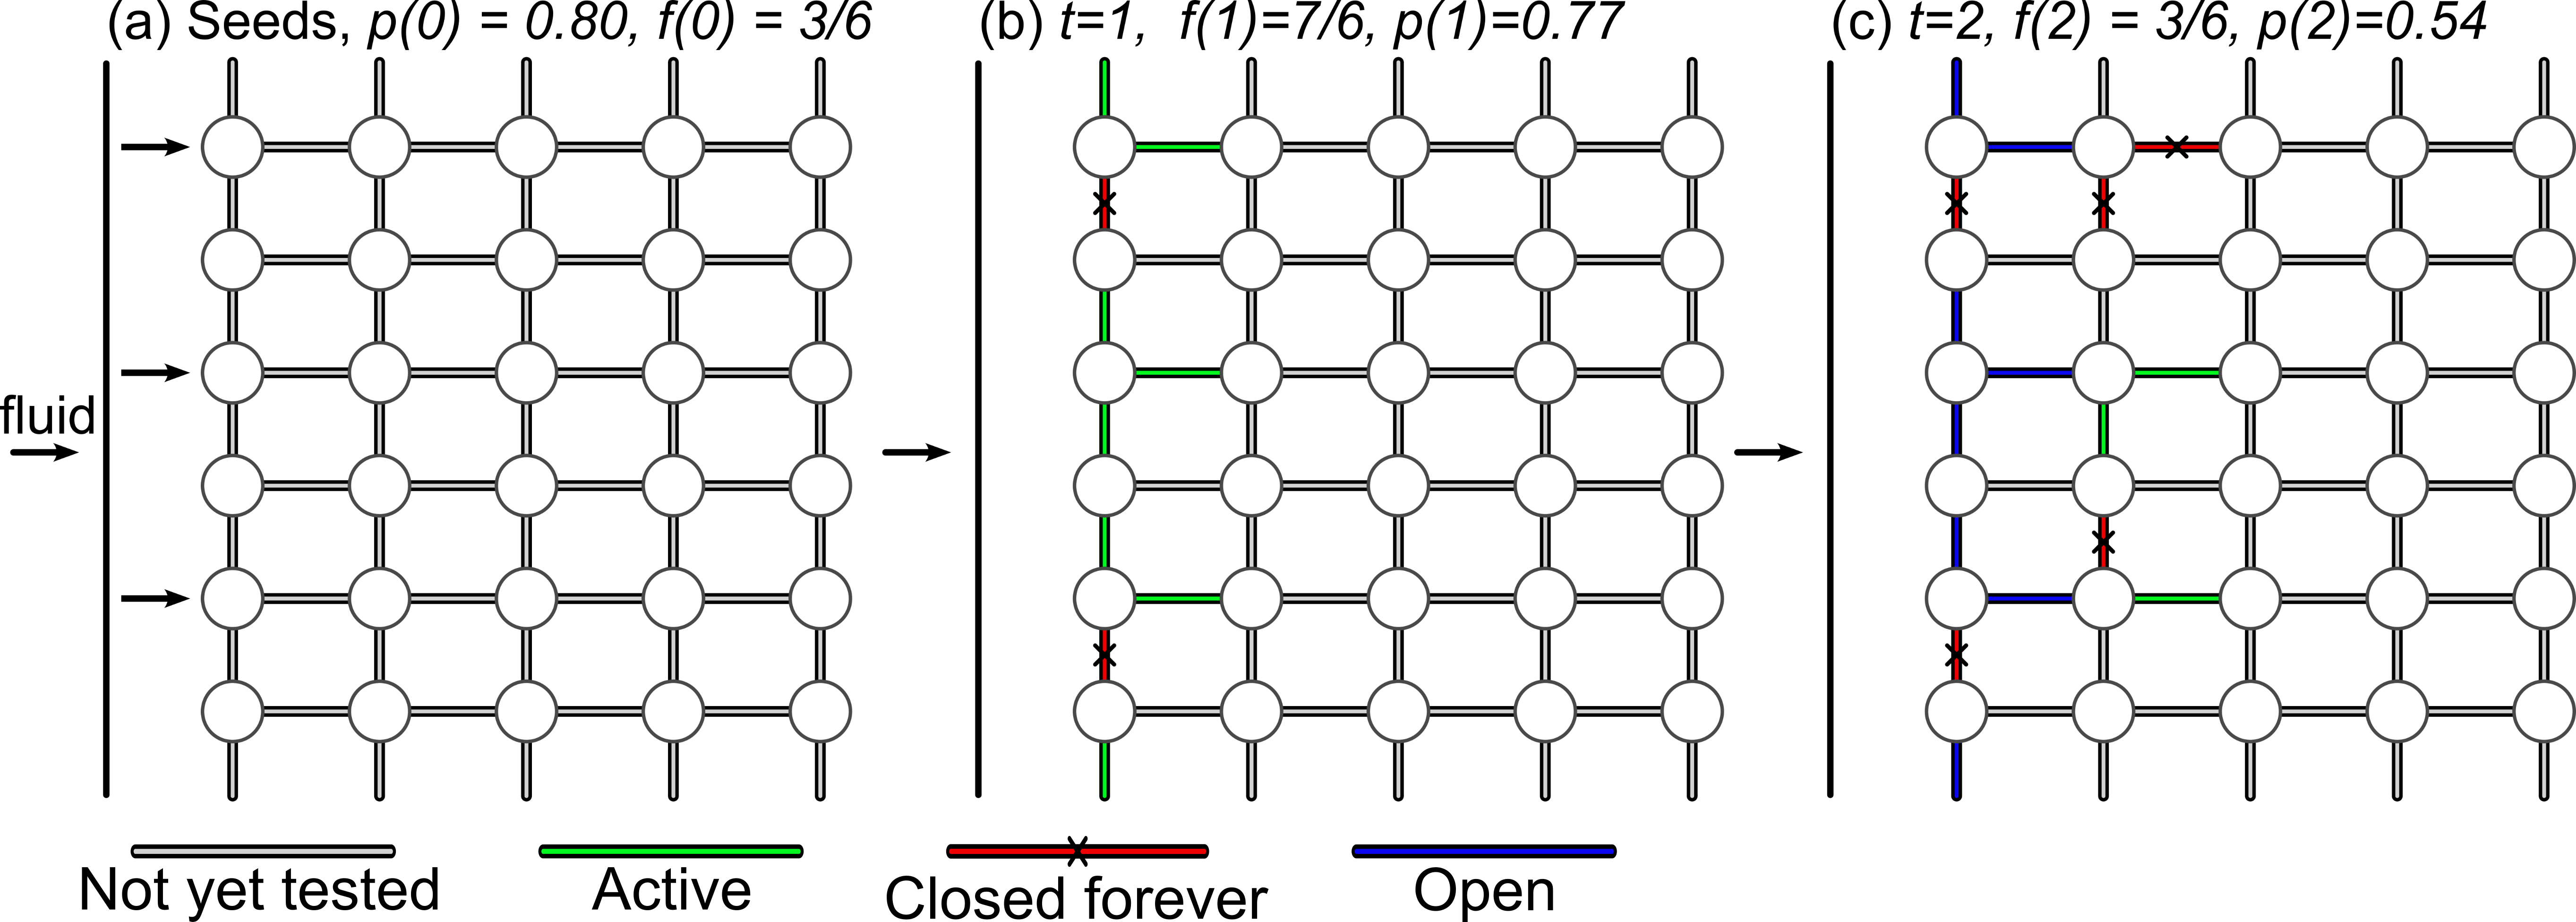 (a) Seeds, p(0) = 0.80, f(0) = 3/6
(b) t=1, f(1)=7/6, p(1)=0.77
(c) t=2, f(2) = 3/6, p(2)=0.54
fluid
Not yet tested
Active
Closed forever
Open